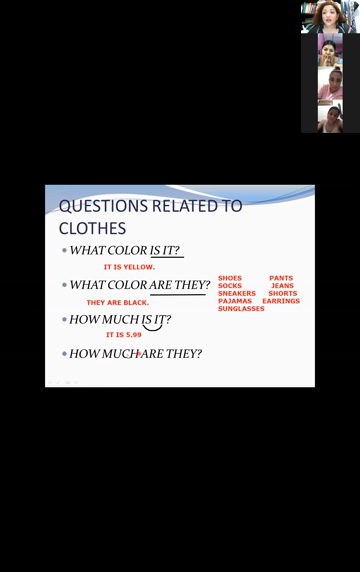 QUESTIONS RELATED TO
CLOTHES
WHAT COLOR IS IT?
IT IS YELLOW.
WHAT COLOR ARE THEY?
THEY ARE BLACK.
SHOES PANTS
SOCKS JEANS
SNEAKERS SHORTS
PAJAMAS EARRINGS
SUNGLASSES
HOW MUCH IS IT?
IT IS 5.99
HOW MUCH ARE THEY?